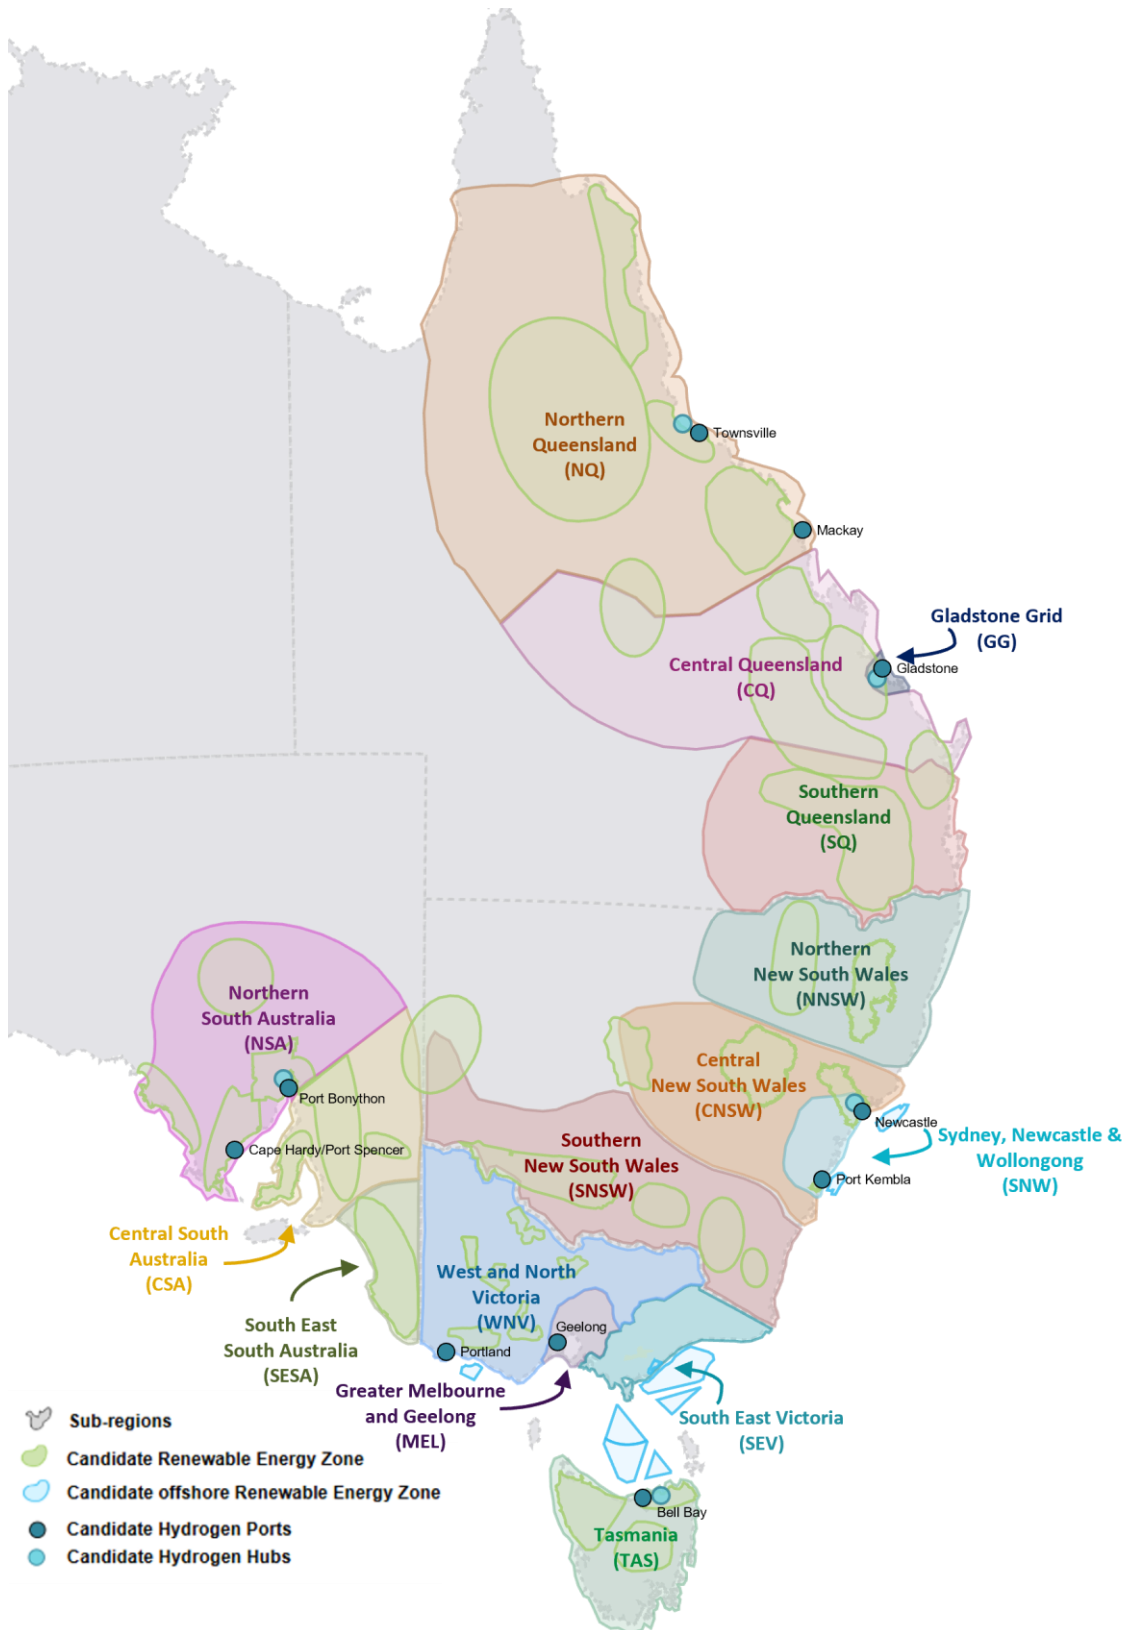 Northern
Queensland
(NQ)
Townsville
Mackay
Gladstone Grid
(GG)
Central Queensland
(CQ)
Gladstone
Southern
Queensland
(SQ)
Northern
New South Wales
(NNSW)
Northern
South Australia
(NSA)
Central
New South Wales
(CNSW)
Port Bonython
Newcastle
Cape Hardy/Port Spencer
Sydney, Newcastle &
Wollongong
(SNW)
Southern
New South Wales
(SNSW)
Port Kembla
Central South
Australia
(CSA)
West and North
Victoria
(WNV)
South East
South Australia
(SESA)
Geelong
Portland
Greater Melbourne
and Geelong
(MEL)
South East Victoria
(SEV)
Bell Bay
Tasmania
(TAS)
Sub-regions
Candidate Renewable Energy Zone
Candidate offshore Renewable Energy Zone
Candidate Hydrogen Ports
Candidate Hydrogen Hubs